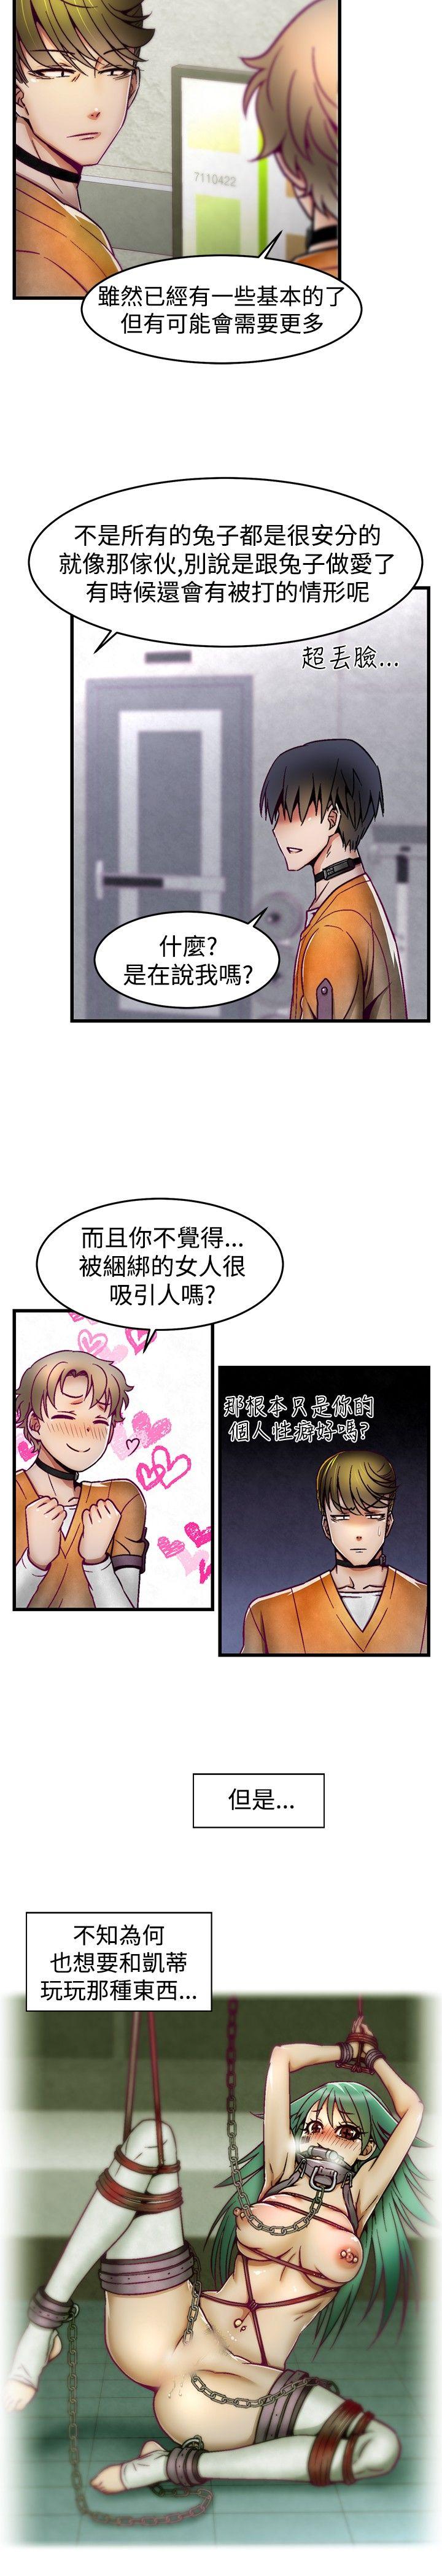 7110422
雖然已經有一些基本的了
但有可能會需要更多
不是所有的兔子都是很安分的
就像那傢伙,別說是跟兔子做愛了
有時候還會有被打的情形呢
超丟臉...
什麼?
是在說我嗎?
而且你不覺得...
被綑綁的女人很
吸引人嗎?
那根本只是你的
個人性癖好嗎?
但是...
不知為何
也想要和凱蒂
玩玩那種東西...